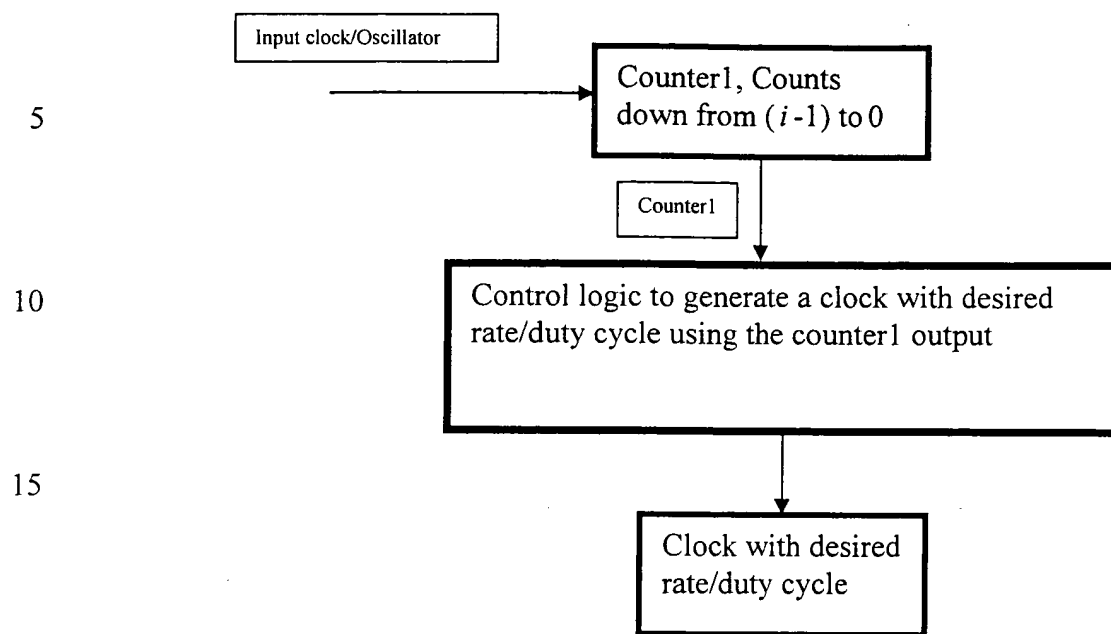 Input clock/Oscillator
Counter1, Counts
down from (i-1) to 0
5
Counter1
Control logic to generate a clock with desired
rate/duty cycle using the counter1 output
10
15
Clock with desired
rate/duty cycle